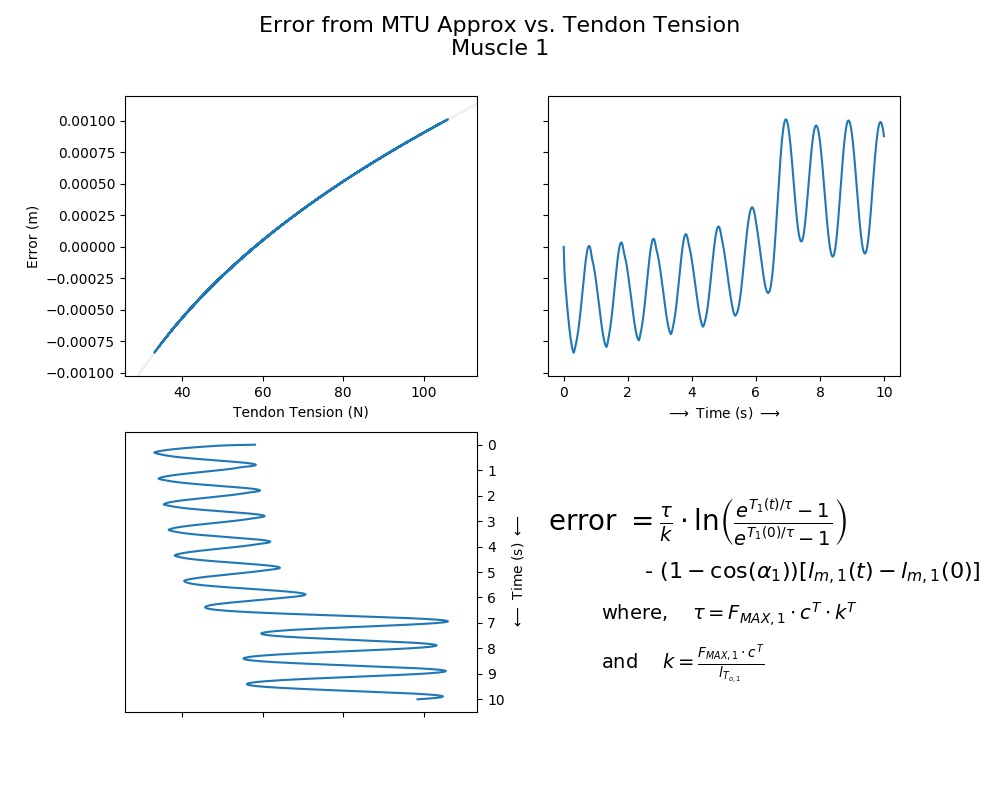 Error from MTU Approx vs. Tendon Tension
Muscle 1
0.00100
0.00075
0.00050
0.00025
0.00000
−0.00025
−0.00050
−0.00075
−0.00100
Error (m)
40 60 80 100
Tendon Tension (N)
0 2 4 6 8 10
⟶ Time (s) ⟶
0
1
2
3
4
5
6
7
8
9
10
⟵ Time (s) ⟵
error = τ/k · ln((e^{T_1(t)/τ} − 1)/(e^{T_1(0)/τ} − 1))
- (1 − cos(α_1))[l_{m,1}(t) − l_{m,1}(0)]
where, τ = F_{MAX,1} · c^T · k^T
and k = (F_{MAX,1} · c^T)/l_{T_{o,1}}